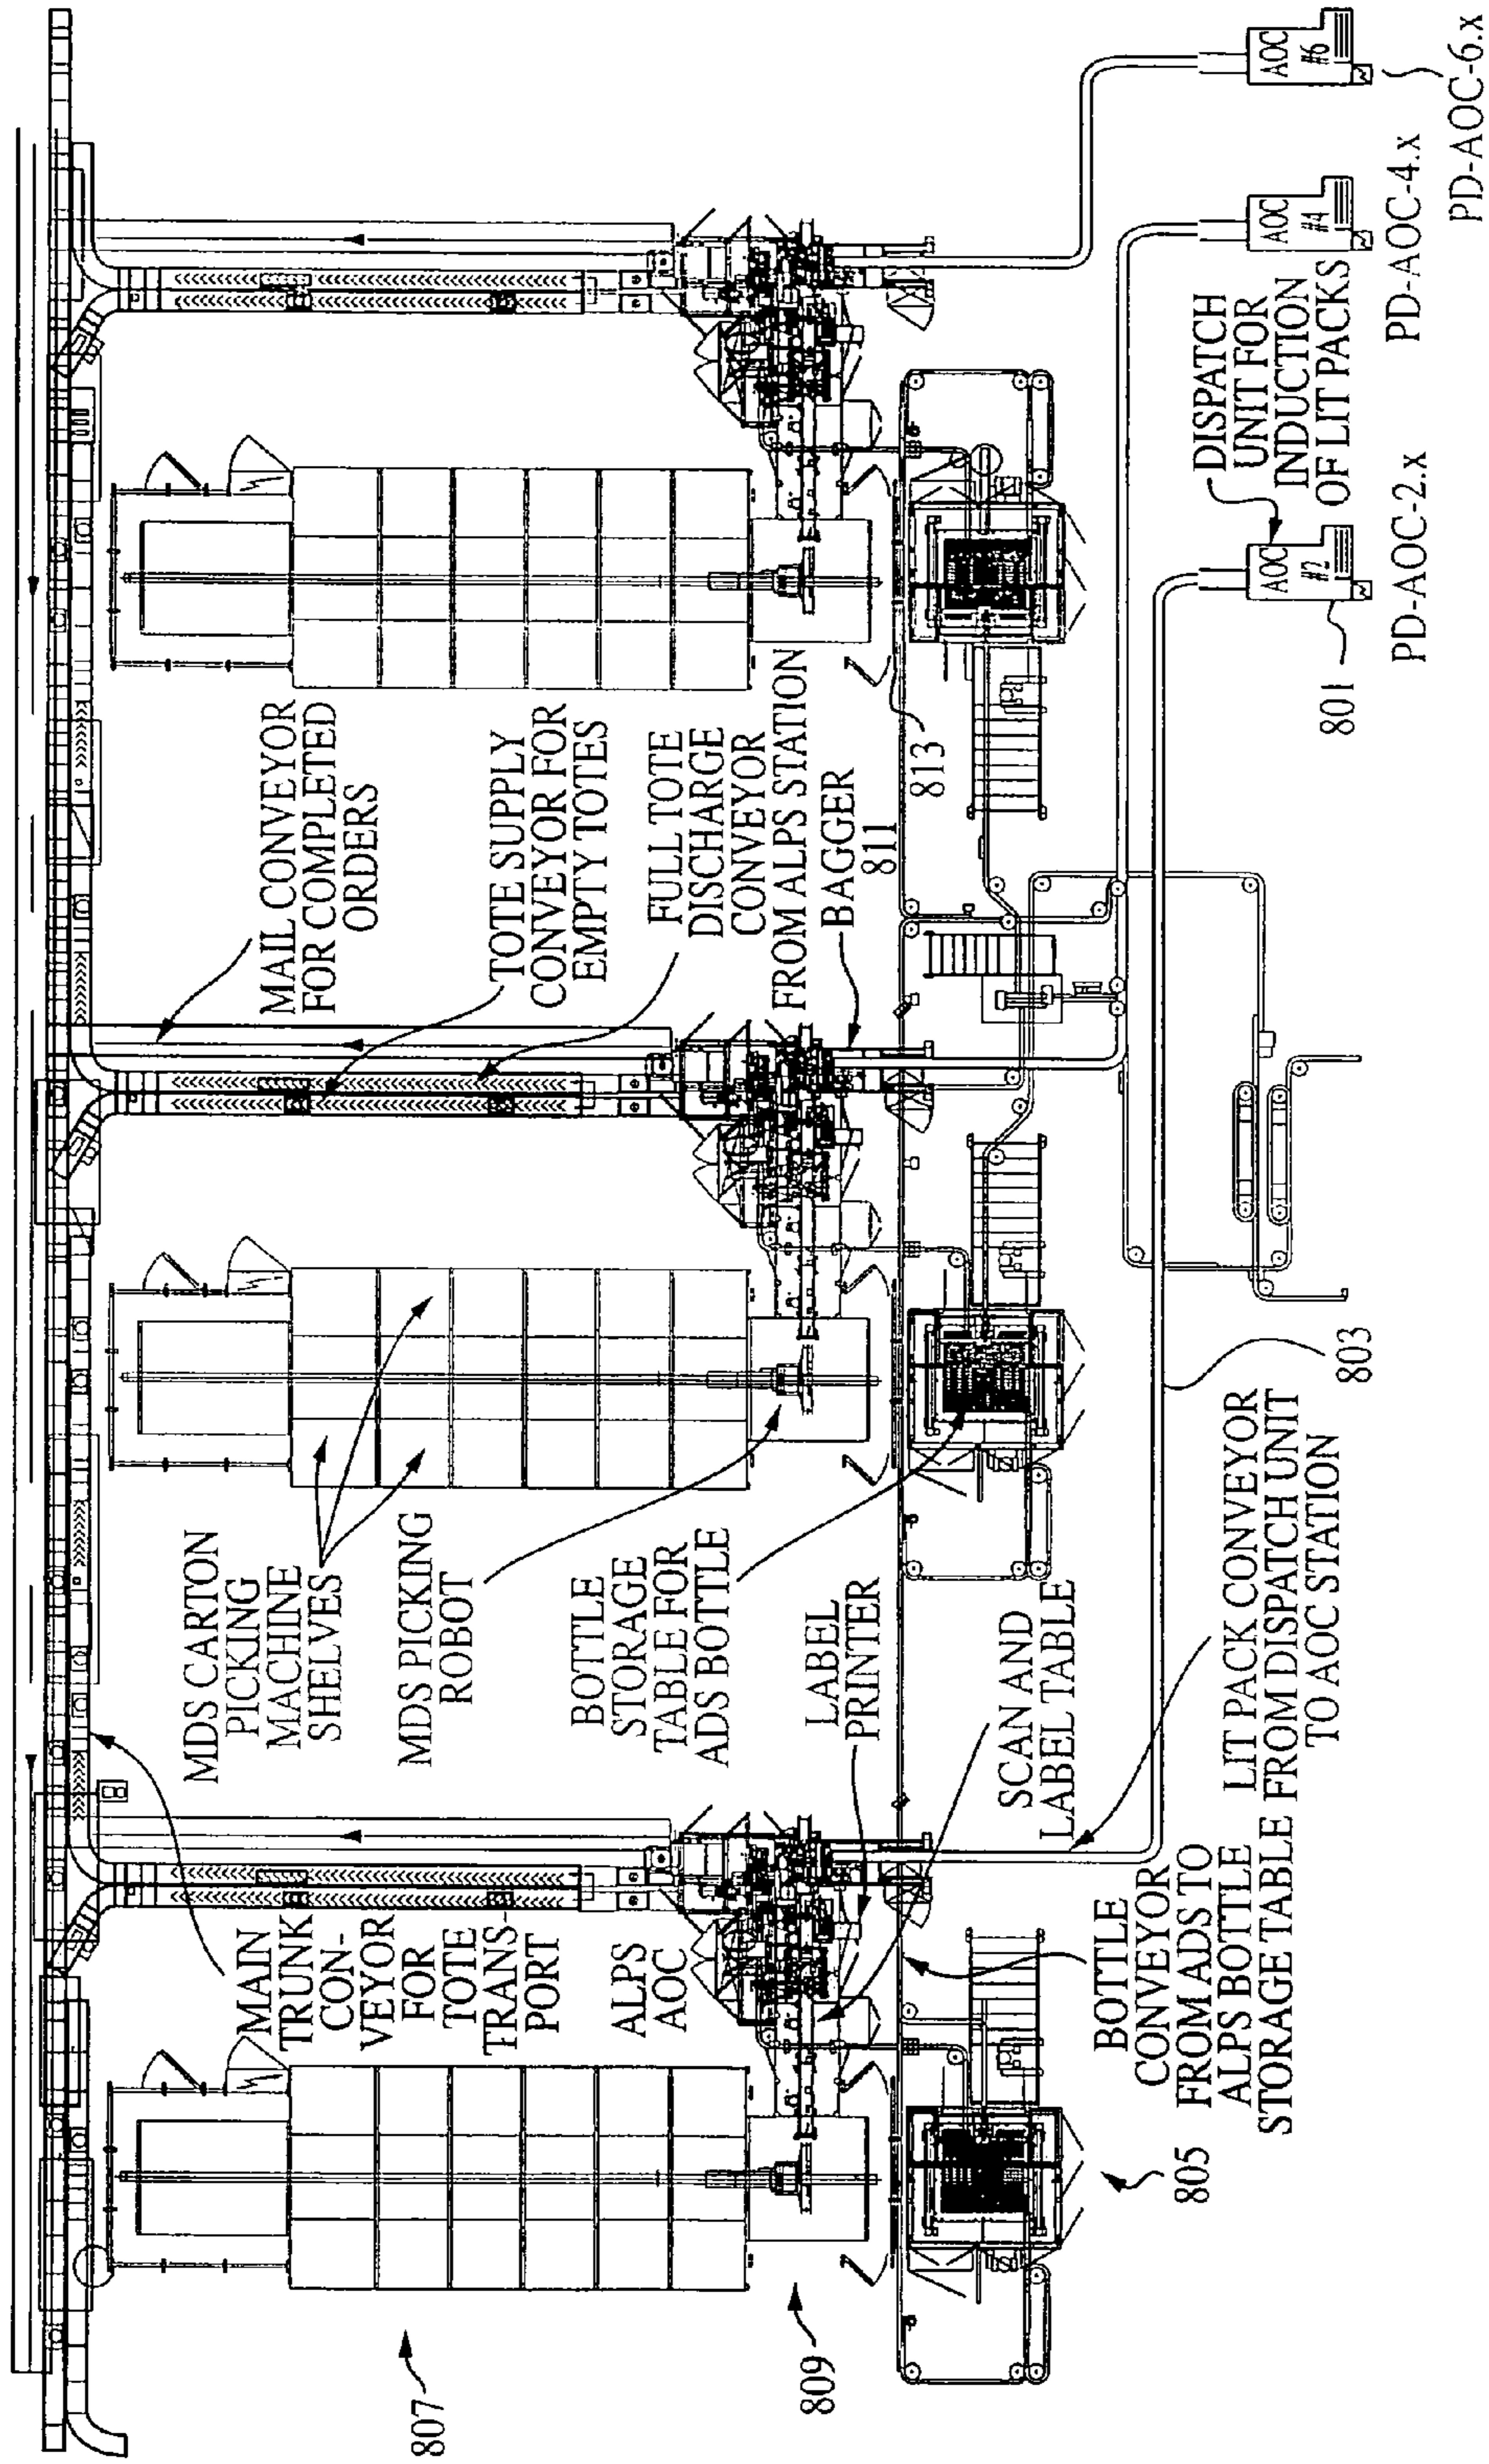 MAIL CONVEYOR
FOR COMPLETED
ORDERS
TOTE SUPPLY
CONVEYOR FOR
EMPTY TOTES
FULL TOTE
DISCHARGE
CONVEYOR
FROM ALPS STATION
BAGGER
811
813
MDS CARTON
PICKING
MACHINE
SHELVES
MDS PICKING
ROBOT
BOTTLE
STORAGE
TABLE FOR
ADS BOTTLE
LABEL
PRINTER
SCAN AND
LABEL TABLE
LIT PACK CONVEYOR
FROM DISPATCH UNIT
TO AOC STATION
803
MAIN
TRUNK
CON-
VEYOR
FOR
TOTE
TRANS-
PORT
ALPS
AOC
BOTTLE
CONVEYOR
FROM ADS TO
ALPS BOTTLE
STORAGE TABLE
805
807
809
DISPATCH
UNIT FOR
INDUCTION
OF LIT PACKS
AOC
#2
801
PD-AOC-2.x
AOC
#4
PD-AOC-4.x
AOC
#6
PD-AOC-6.x